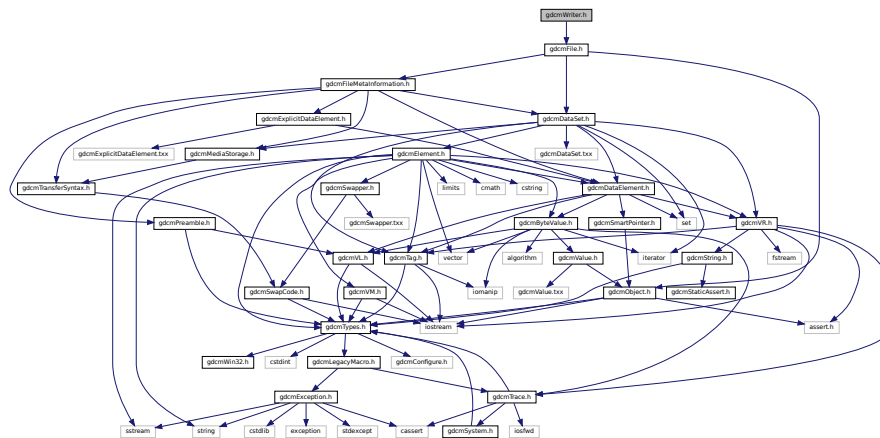 gdcmWriter.h
gdcmFile.h
gdcmFileMetaInformation.h
gdcmExplicitDataElement.h
gdcmDataSet.h
gdcmExplicitDataElement.txx
gdcmMediaStorage.h
gdcmElement.h
gdcmDataSet.txx
gdcmTransferSyntax.h
gdcmSwapper.h
limits
cmath
cstring
gdcmDataElement.h
gdcmPreamble.h
gdcmSwapper.txx
gdcmByteValue.h
gdcmSmartPointer.h
set
gdcmVR.h
gdcmVL.h
gdcmTag.h
vector
algorithm
gdcmValue.h
iterator
gdcmString.h
fstream
gdcmSwapCode.h
gdcmVM.h
iomanip
gdcmValue.txx
gdcmObject.h
gdcmStaticAssert.h
gdcmTypes.h
iostream
assert.h
gdcmWin32.h
cstdint
gdcmLegacyMacro.h
gdcmConfigure.h
gdcmException.h
gdcmTrace.h
sstream
string
cstdlib
exception
stdexcept
cassert
gdcmSystem.h
iosfwd